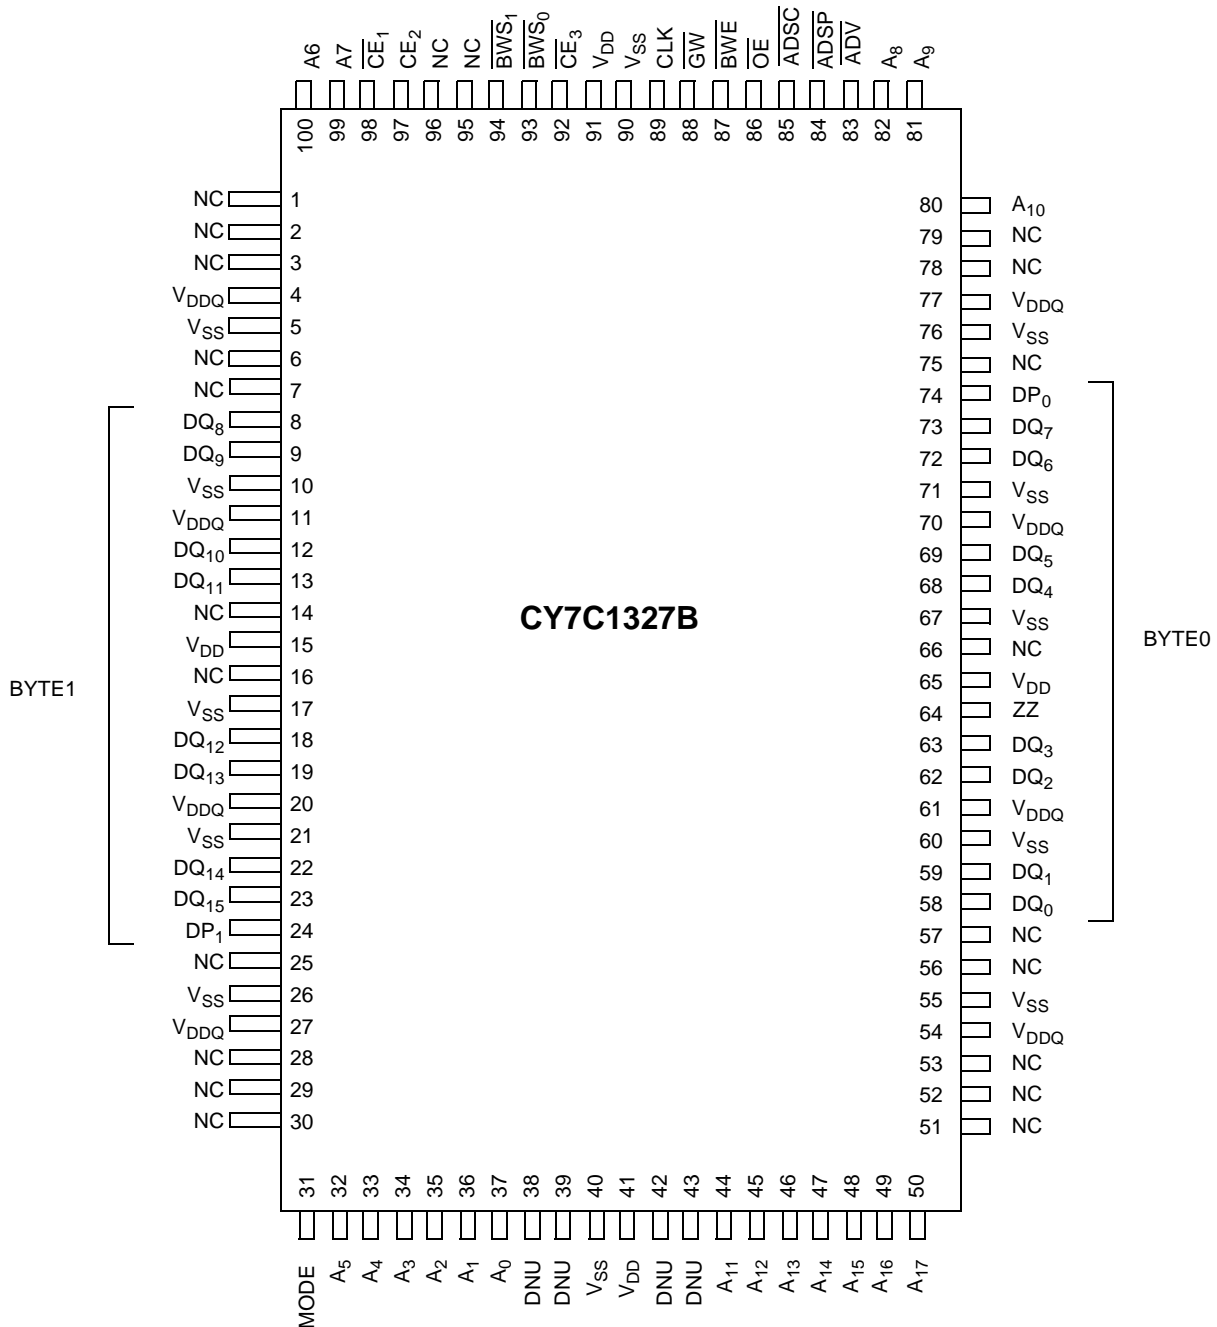 A6 A7 CE1 CE2 NC NC BWS1 BWS0 CE3 VDD VSS CLK GW BWE OE ADSC ADSP ADV A8 A9
100 99 98 97 96 95 94 93 92 91 90 89 88 87 86 85 84 83 82 81
NC 1
NC 2
NC 3
VDDQ 4
VSS 5
NC 6
NC 7
DQ8 8
DQ9 9
VSS 10
VDDQ 11
DQ10 12
DQ11 13
NC 14
VDD 15
NC 16
VSS 17
DQ12 18
DQ13 19
VDDQ 20
VSS 21
DQ14 22
DQ15 23
DP1 24
NC 25
VSS 26
VDDQ 27
NC 28
NC 29
NC 30
BYTE1
CY7C1327B
80 A10
79 NC
78 NC
77 VDDQ
76 VSS
75 NC
74 DP0
73 DQ7
72 DQ6
71 VSS
70 VDDQ
69 DQ5
68 DQ4
67 VSS
66 NC
65 VDD
64 ZZ
63 DQ3
62 DQ2
61 VDDQ
60 VSS
59 DQ1
58 DQ0
57 NC
56 NC
55 VSS
54 VDDQ
53 NC
52 NC
51 NC
BYTE0
31 32 33 34 35 36 37 38 39 40 41 42 43 44 45 46 47 48 49 50
MODE A5 A4 A3 A2 A1 A0 DNU DNU VSS VDD DNU DNU A11 A12 A13 A14 A15 A16 A17